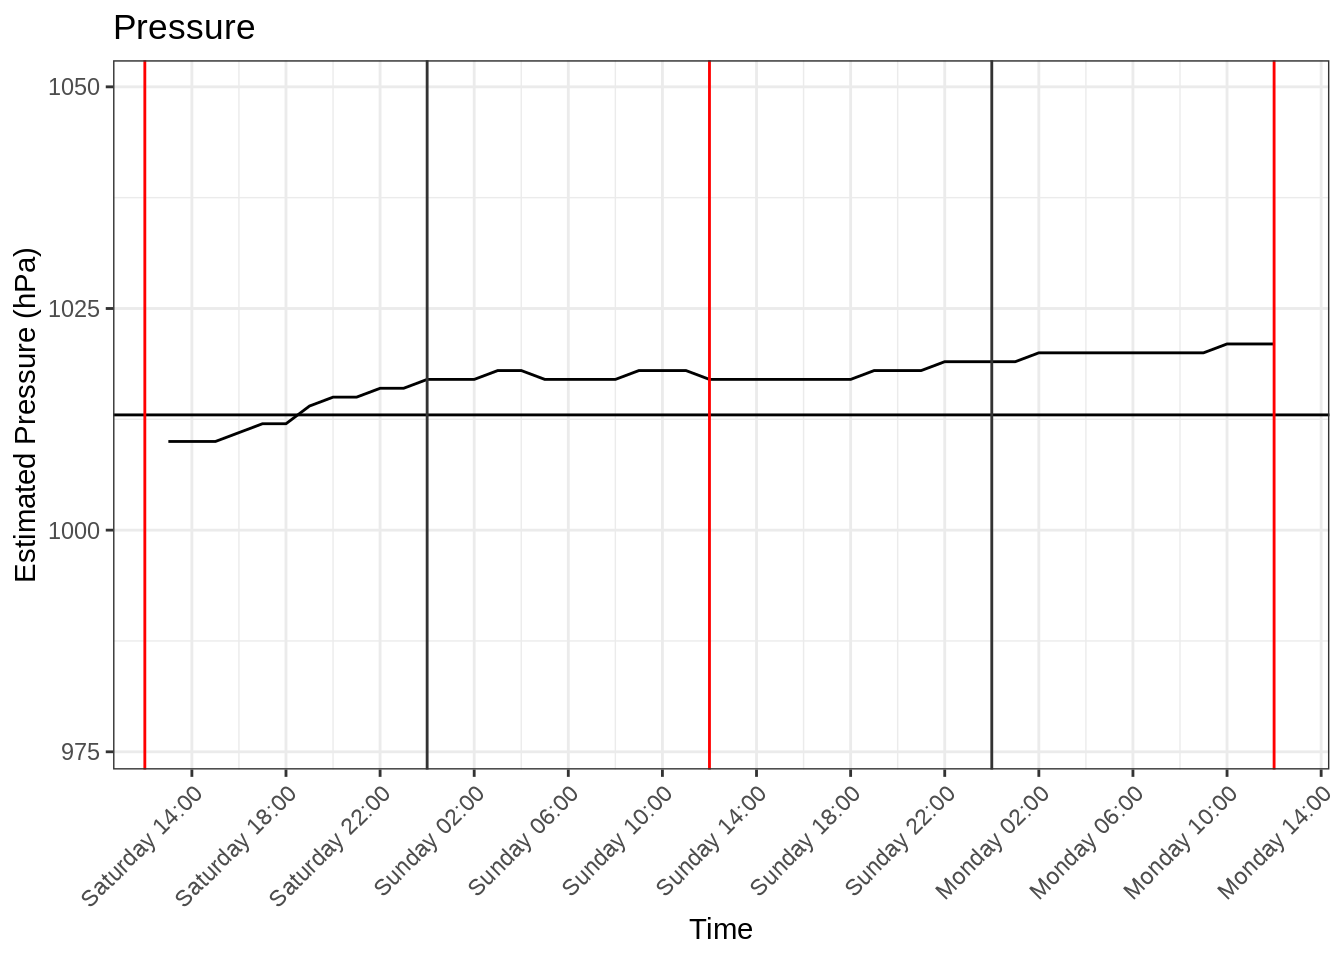 Pressure
Estimated Pressure (hPa)
1050
1025
1000
975
Saturday 14:00
Saturday 18:00
Saturday 22:00
Sunday 02:00
Sunday 06:00
Sunday 10:00
Sunday 14:00
Sunday 18:00
Sunday 22:00
Monday 02:00
Monday 06:00
Monday 10:00
Monday 14:00
Time